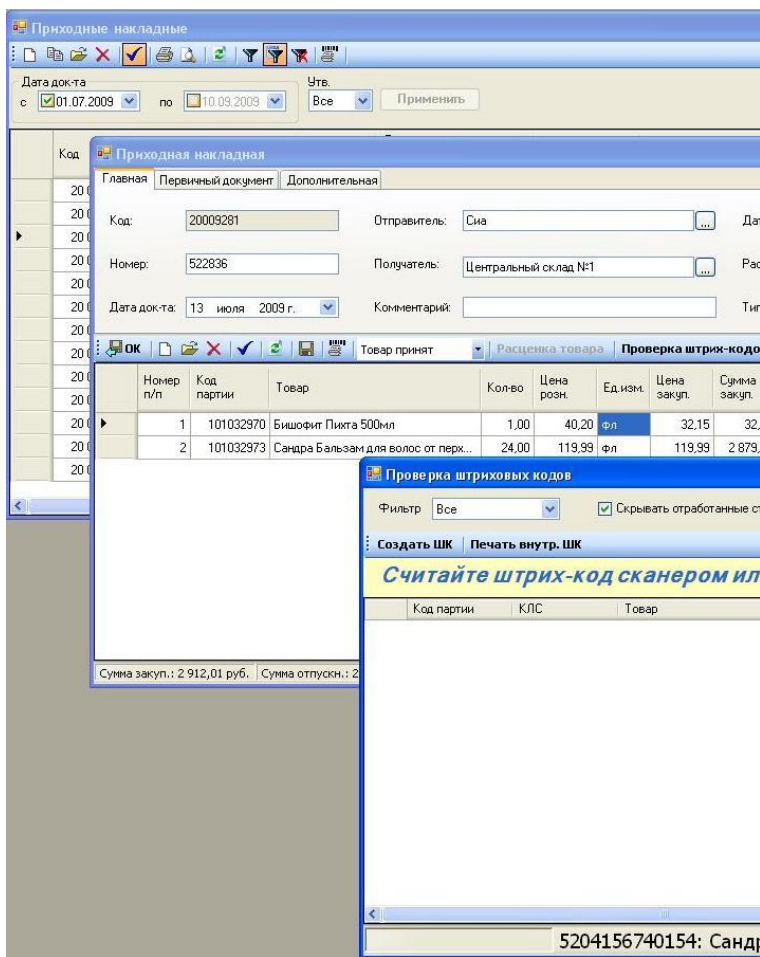 Приходные накладные
Дата док-та
Утв.
с 01.07.2009 по 10.09.2009 Все Применить
Код
Приходная накладная
Главная Первичный документ Дополнительная
Код: 20009281 Отправитель: Сиа ... Дат
Номер: 522836 Получатель: Центральный склад №1 ... Рас
Дата док-та: 13 июля 2009 г. Комментарий: Тип
ОК Товар принят Расценка товара Проверка штрих-кодо
Номер п/п Код партии Товар Кол-во Цена розн. Ед.изм. Цена закуп. Сумма закуп.
1 101032970 Бишофит Пихта 500мл 1,00 40,20 фл 32,15 32,
2 101032973 Сандра Бальзам для волос от перх... 24,00 119,99 фл 119,99 2 879,
Проверка штриховых кодов
Фильтр Все Скрывать отработанные ст
Создать ШК Печать внутр. ШК
Считайте штрих-код сканером ил
Код партии КЛС Товар
Сумма закуп.: 2 912,01 руб. Сумма отпускн.: 2
5204156740154: Сандр